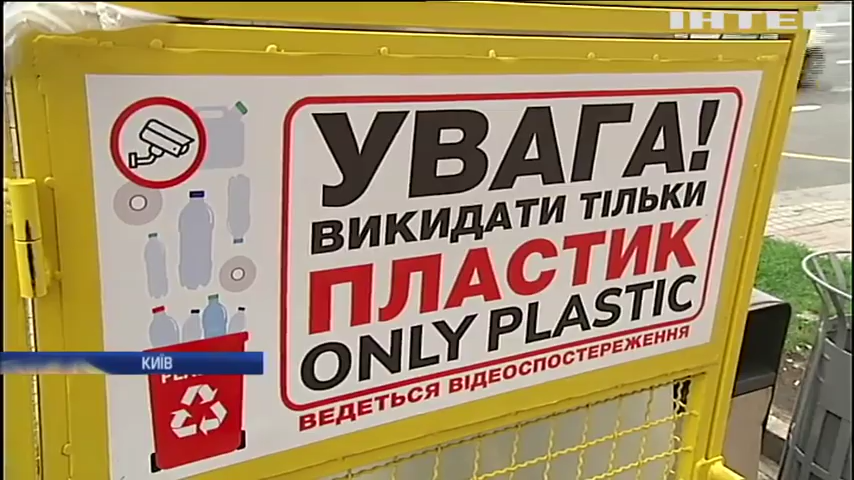 ІНТЕР
УВАГА!
ВИКИДАТИ ТІЛЬКИ
ПЛАСТИК
ONLY PLASTIC
ВЕДЕТЬСЯ ВІДЕОСПОСТЕРЕЖЕННЯ
КИЇВ